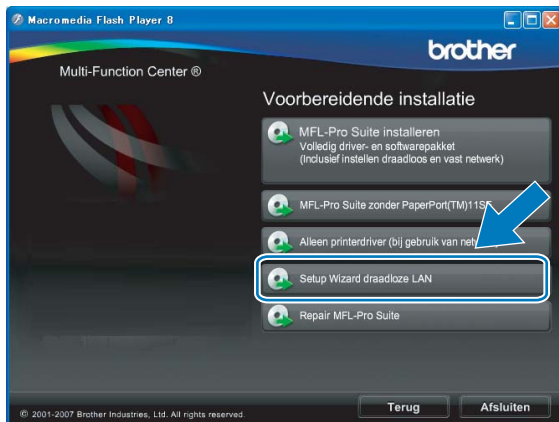 Macromedia Flash Player 8
brother
Multi-Function Center ®
Voorbereidende installatie
MFL-Pro Suite installeren
Volledig driver- en softwarepakket
(Inclusief instellen draadloos en vast netwerk)
MFL-Pro Suite zonder PaperPort(TM)11SE
Alleen printerdriver (bij gebruik van
Setup Wizard draadloze LAN
Repair MFL-Pro Suite
© 2001-2007 Brother Industries, Ltd. All rights reserved.
Terug
Afsluiten